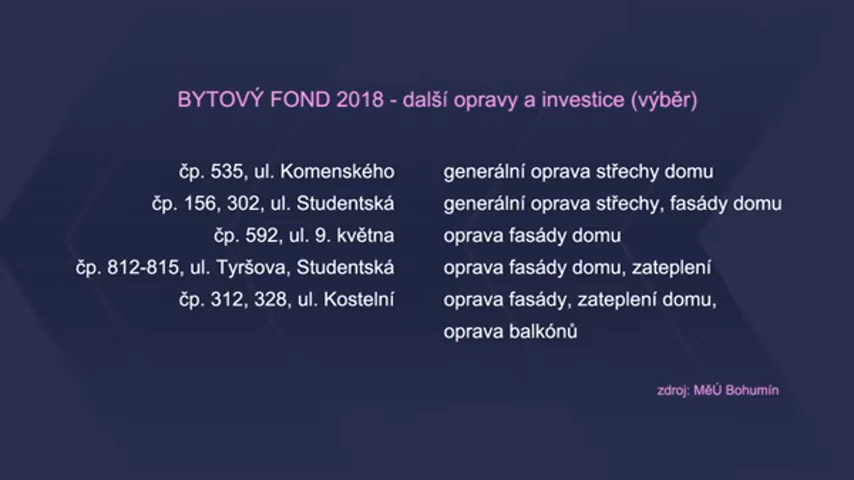 BYTOVÝ FOND 2018 - další opravy a investice (výběr)
čp. 535, ul. Komenského generální oprava střechy domu
čp. 156, 302, ul. Studentská generální oprava střechy, fasády domu
čp. 592, ul. 9. května oprava fasády domu
čp. 812-815, ul. Tyršova, Studentská oprava fasády domu, zateplení
čp. 312, 328, ul. Kostelní oprava fasády, zateplení domu,
oprava balkónů
zdroj: MěÚ Bohumín